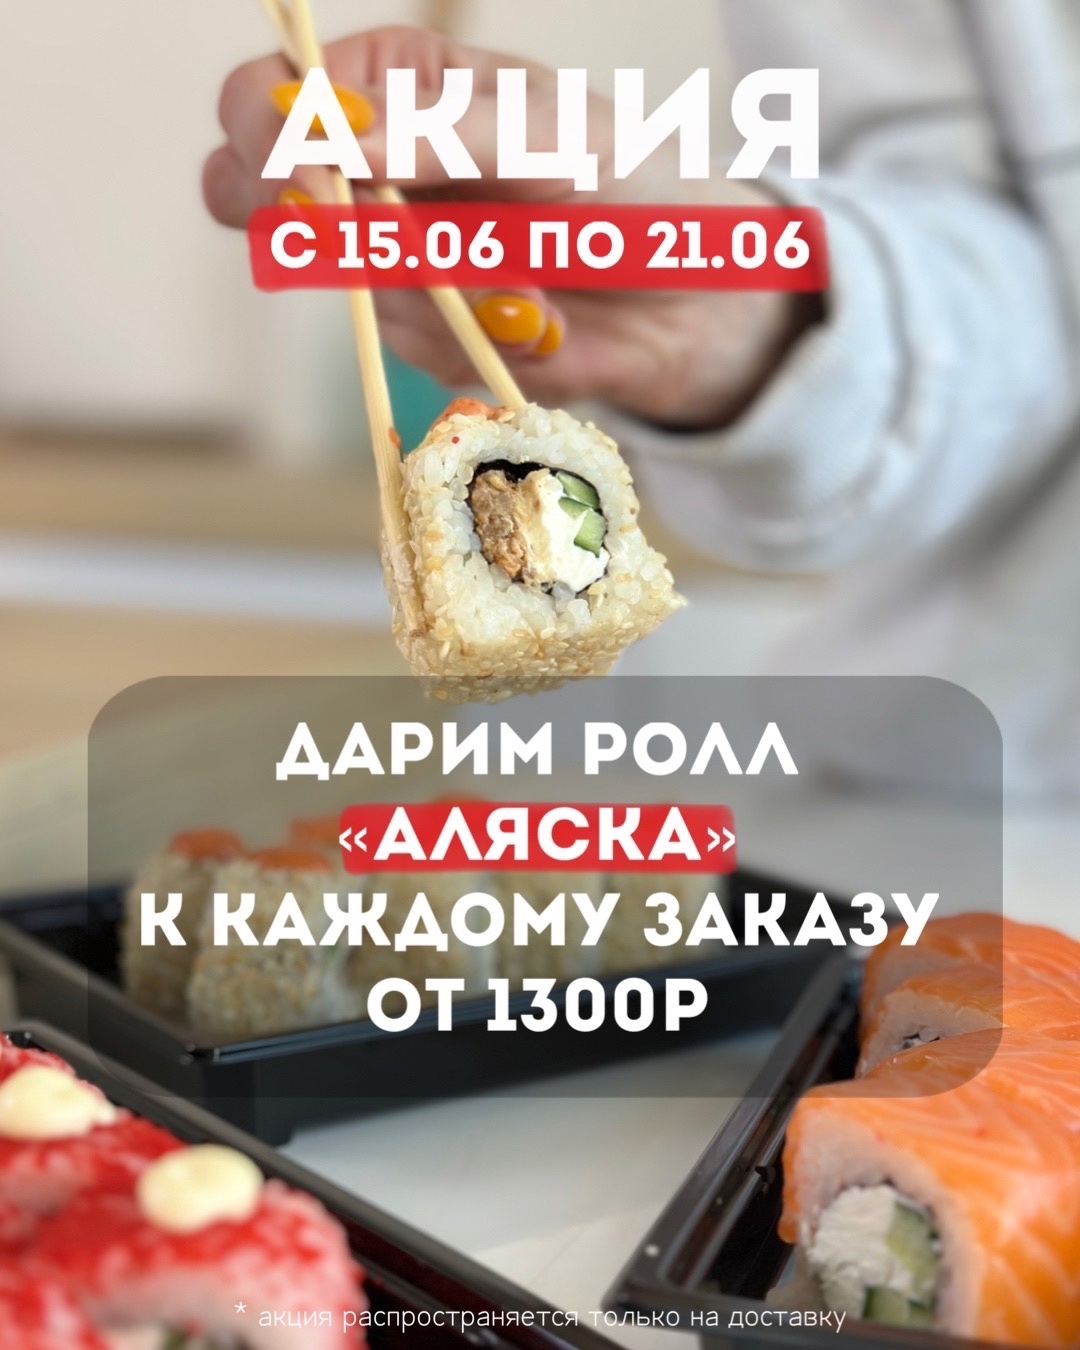 АКЦИЯ
С 15.06 ПО 21.06
ДАРИМ РОЛЛ
«АЛЯСКА»
К КАЖДОМУ ЗАКАЗУ
ОТ 1300Р
* акция распространяется только на доставку